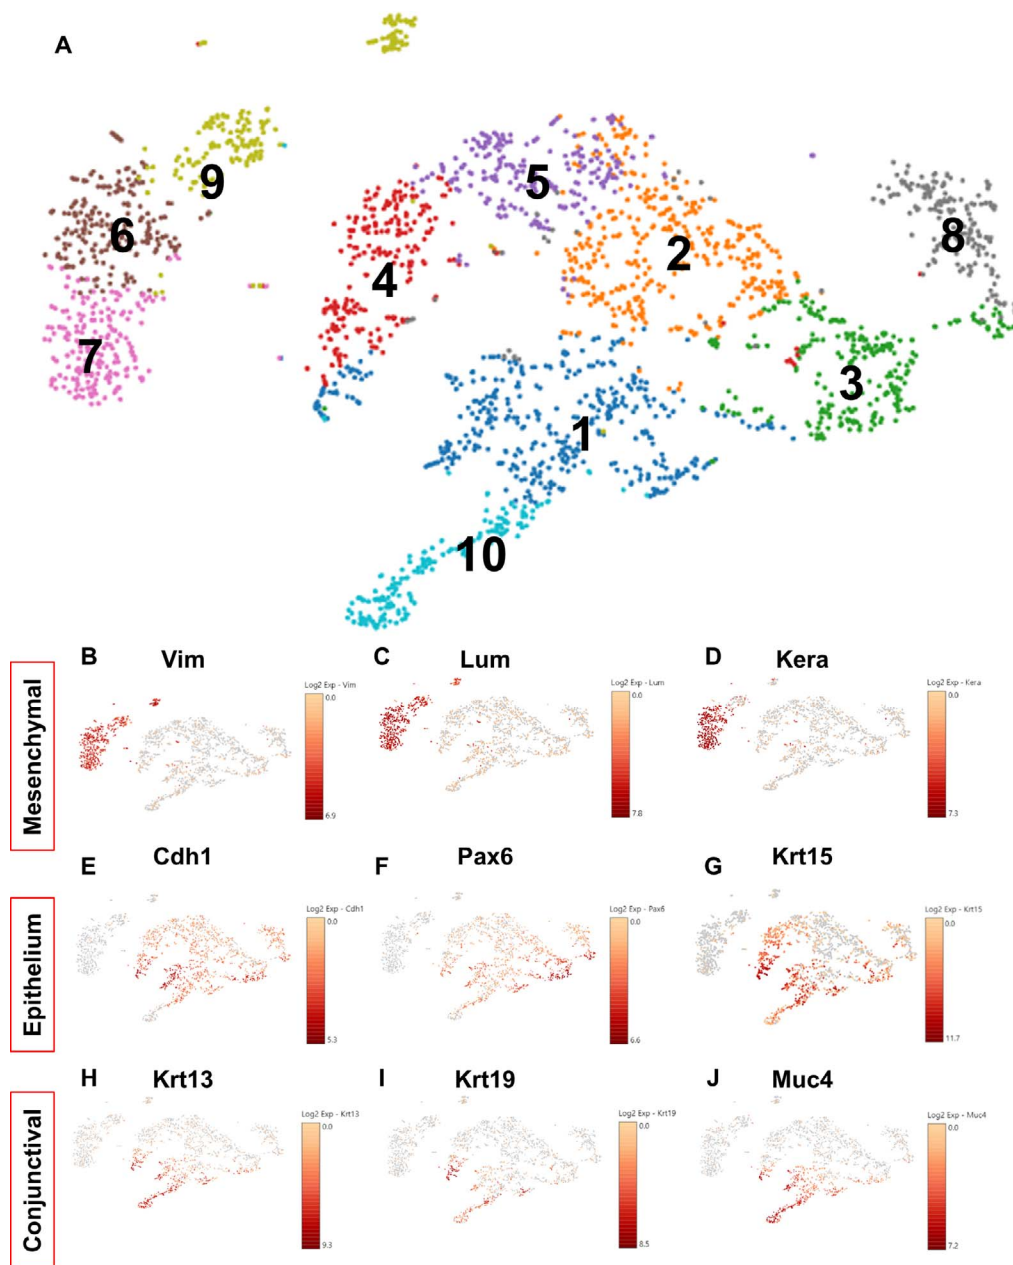 A
5
9
6
2
8
4
7
3
1
10
Mesenchymal
B
Vim
Log2 Exp - Vim
0.0
6.9
C
Lum
Log2 Exp - Lum
0.0
7.8
D
Kera
Log2 Exp - Kera
0.0
7.3
Epithelium
E
Cdh1
Log2 Exp - Cdh1
0.0
5.3
F
Pax6
Log2 Exp - Pax6
0.0
6.6
G
Krt15
Log2 Exp - Krt15
0.0
11.7
Conjunctival
H
Krt13
Log2 Exp - Krt13
0.0
9.3
I
Krt19
Log2 Exp - Krt19
0.0
8.5
J
Muc4
Log2 Exp - Muc4
0.0
7.2